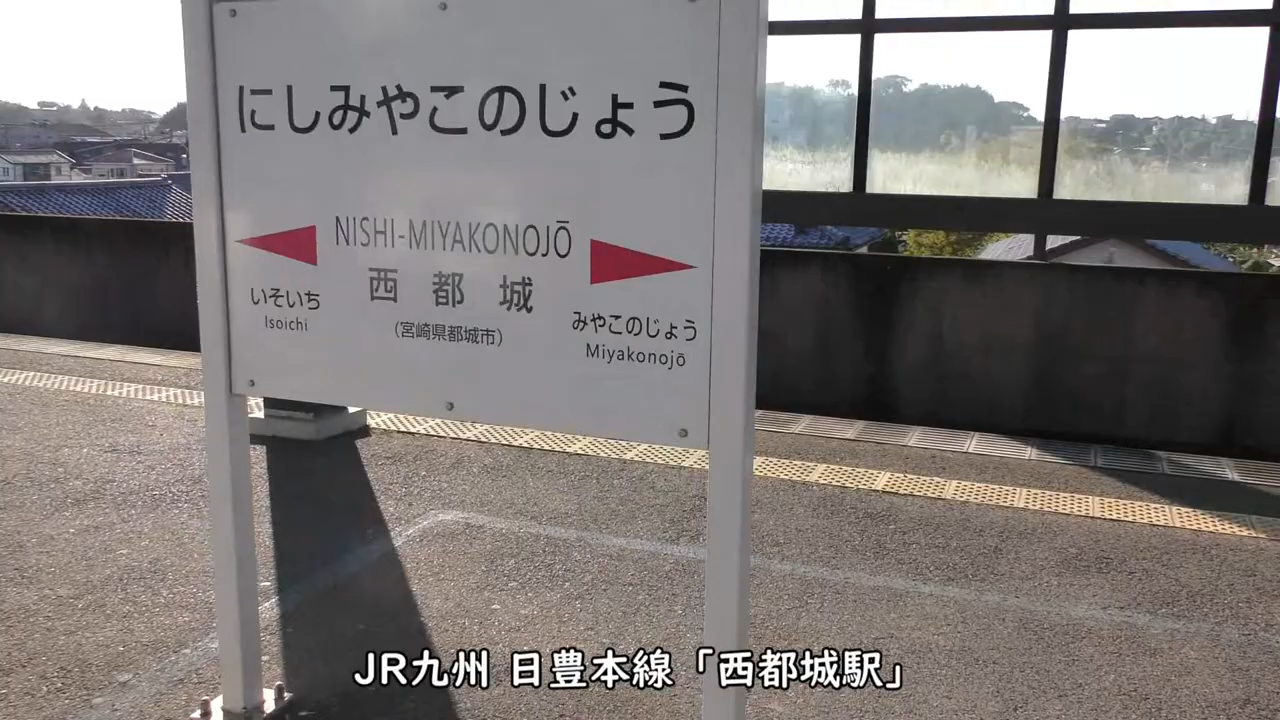 にしみやこのじょう
NISHI-MIYAKONOJŌ
西都城
(宮崎県都城市)
いそいち
Isoichi
みやこのじょう
Miyakonojō
JR九州 日豊本線「西都城駅」